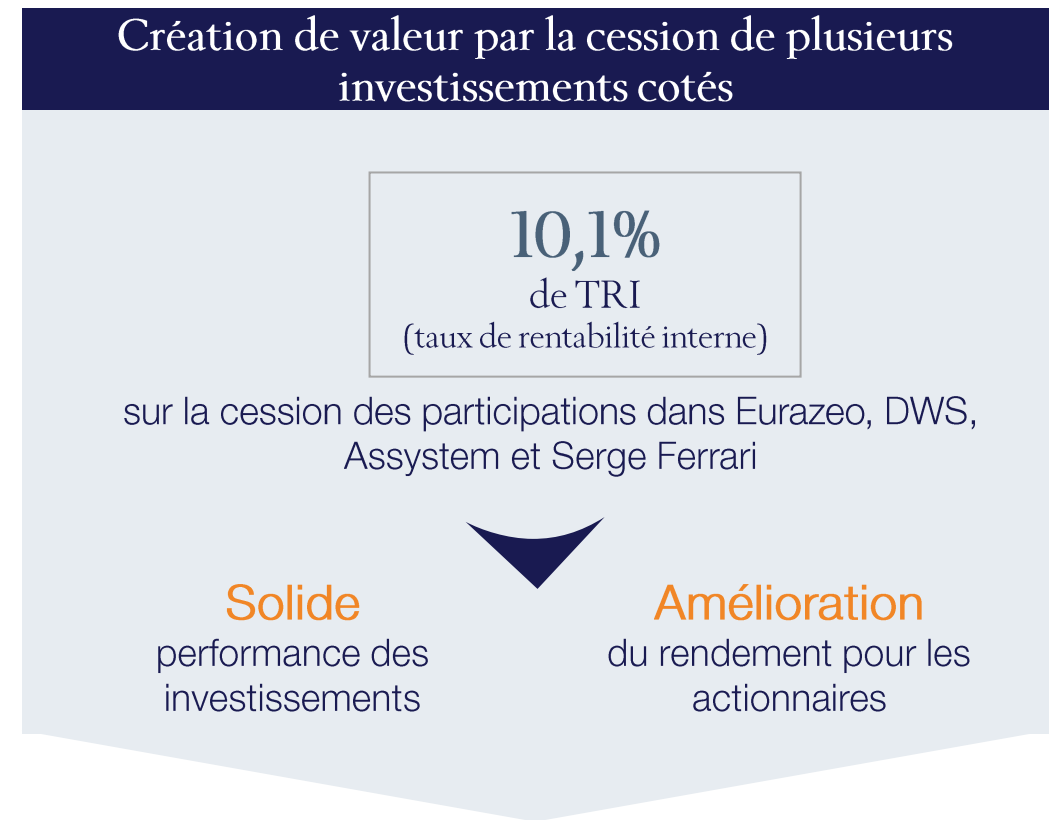 Création de valeur par la cession de plusieurs
investissements cotés
10,1%
de TRI
(taux de rentabilité interne)
sur la cession des participations dans Eurazeo, DWS,
Assystem et Serge Ferrari
Solide
performance des
investissements
Amélioration
du rendement pour les
actionnaires